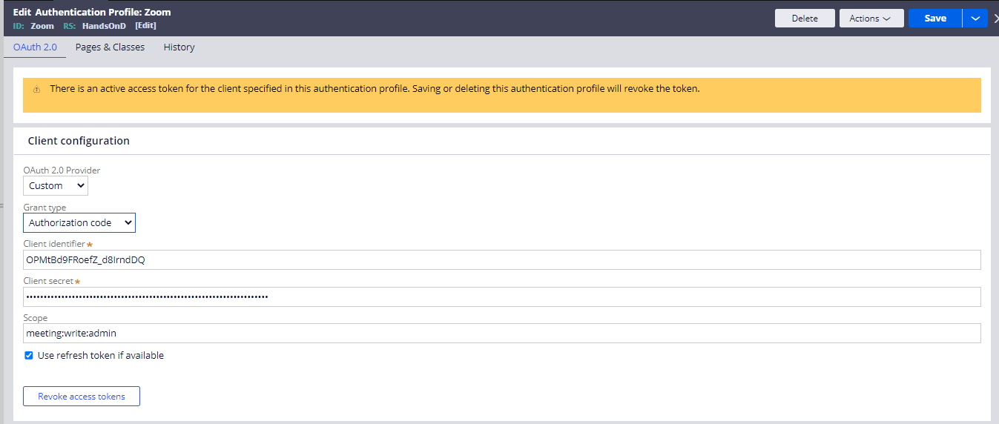 Edit Authentication Profile: Zoom
ID: Zoom RS: HandsOnD [Edit]
Delete
Actions
Save
OAuth 2.0 Pages & Classes History
There is an active access token for the client specified in this authentication profile. Saving or deleting this authentication profile will revoke the token.
Client configuration
OAuth 2.0 Provider
Custom
Grant type
Authorization code
Client identifier
OPMtBd9FRoefZ_d8IrndDQ
Client secret
Scope
meeting:write:admin
Use refresh token if available
Revoke access tokens